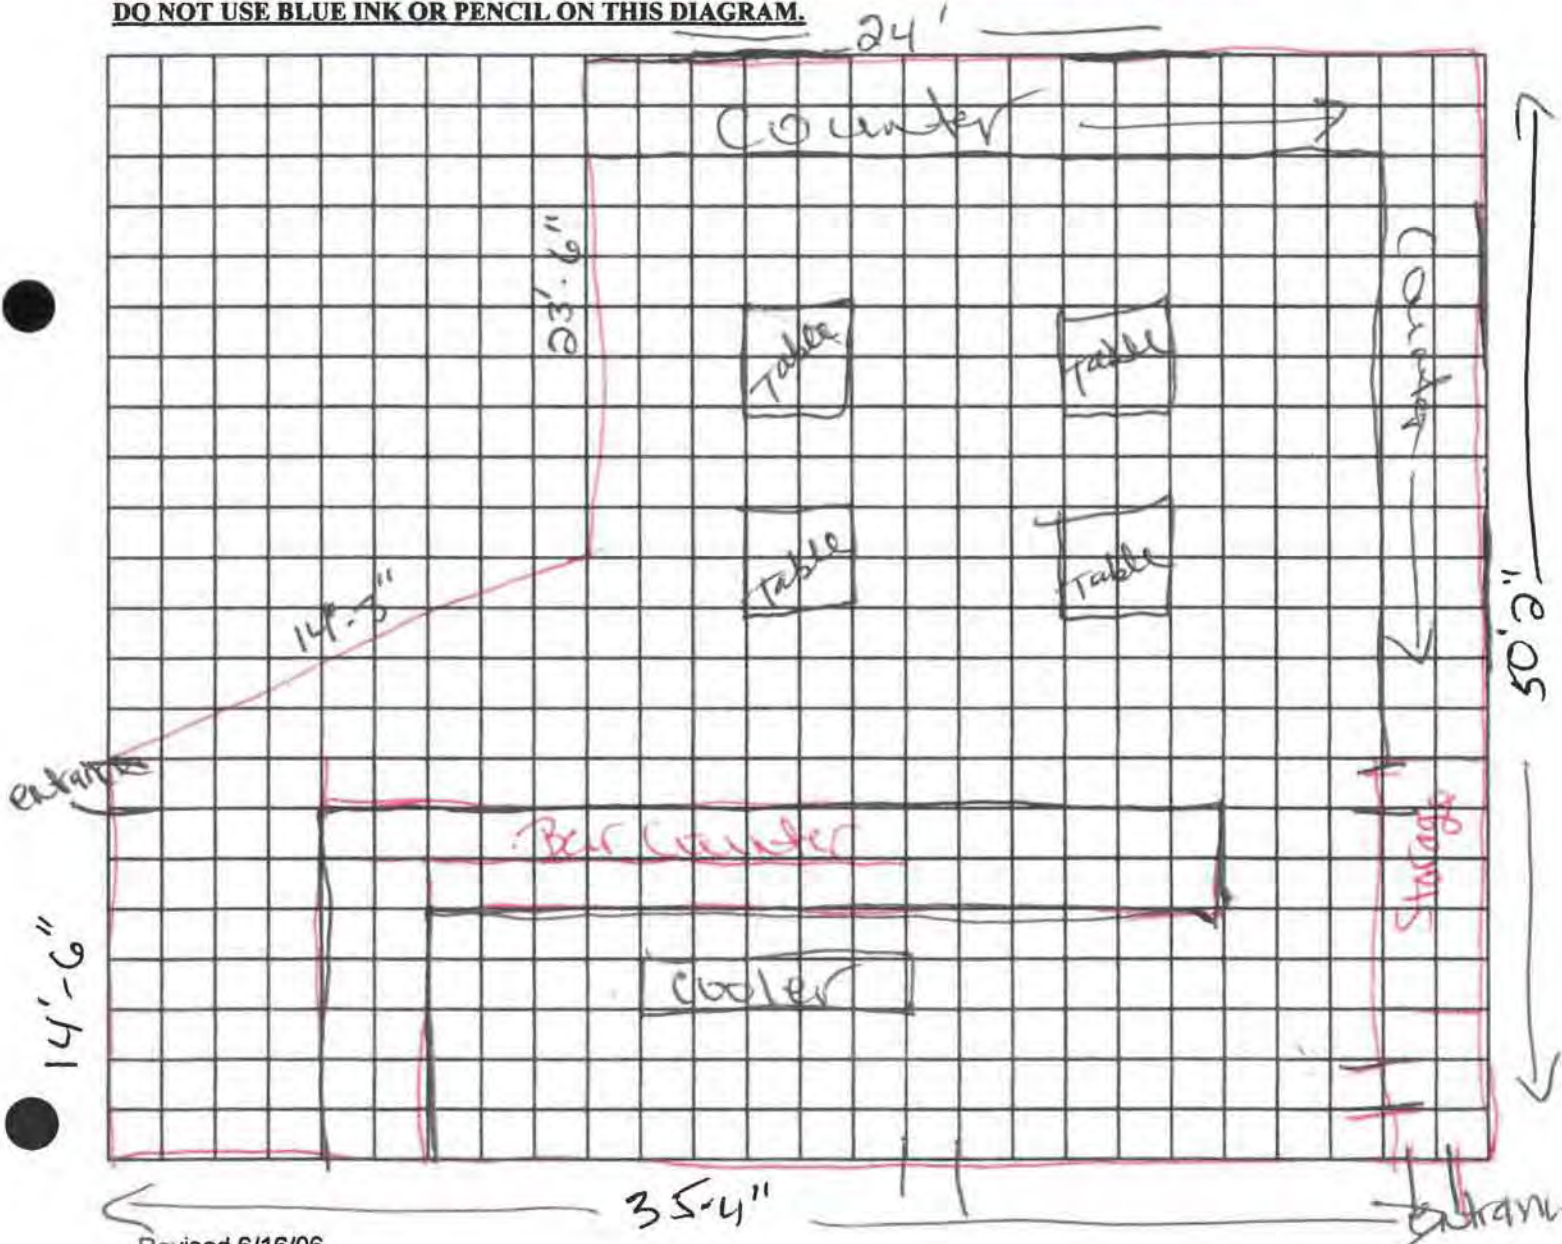 DO NOT USE BLUE INK OR PENCIL ON THIS DIAGRAM.
24'
Counter
23'-6"
Counter
Table
Table
Table
Table
14'-3"
50'2"
entrance
Bar Counter
Storage
cooler
14'-6"
35-4"
Entranc
Revised 6/16/06